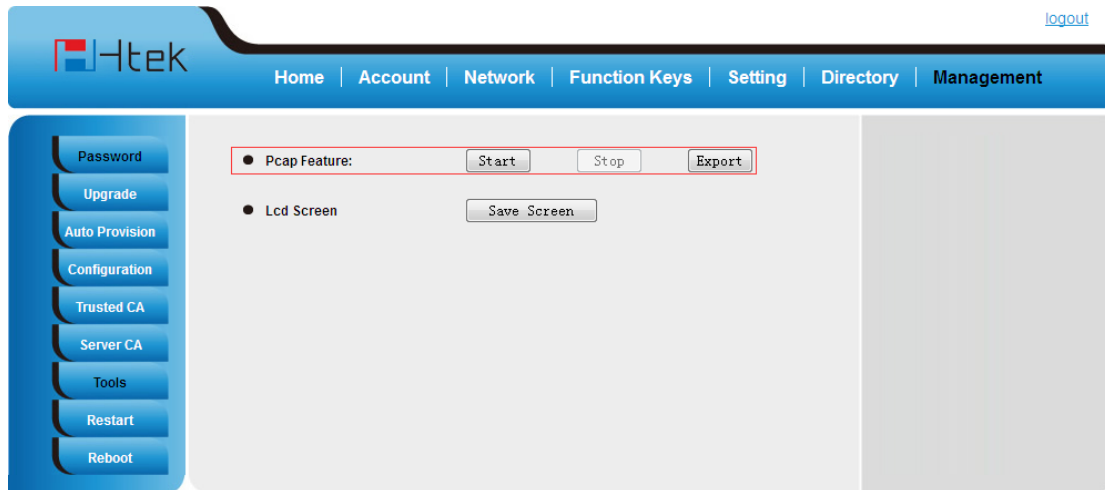 logout
Htek
Home Account Network Function Keys Setting Directory Management
Password
Upgrade
Auto Provision
Configuration
Trusted CA
Server CA
Tools
Restart
Reboot
Pcap Feature: Start Stop Export
Lcd Screen Save Screen